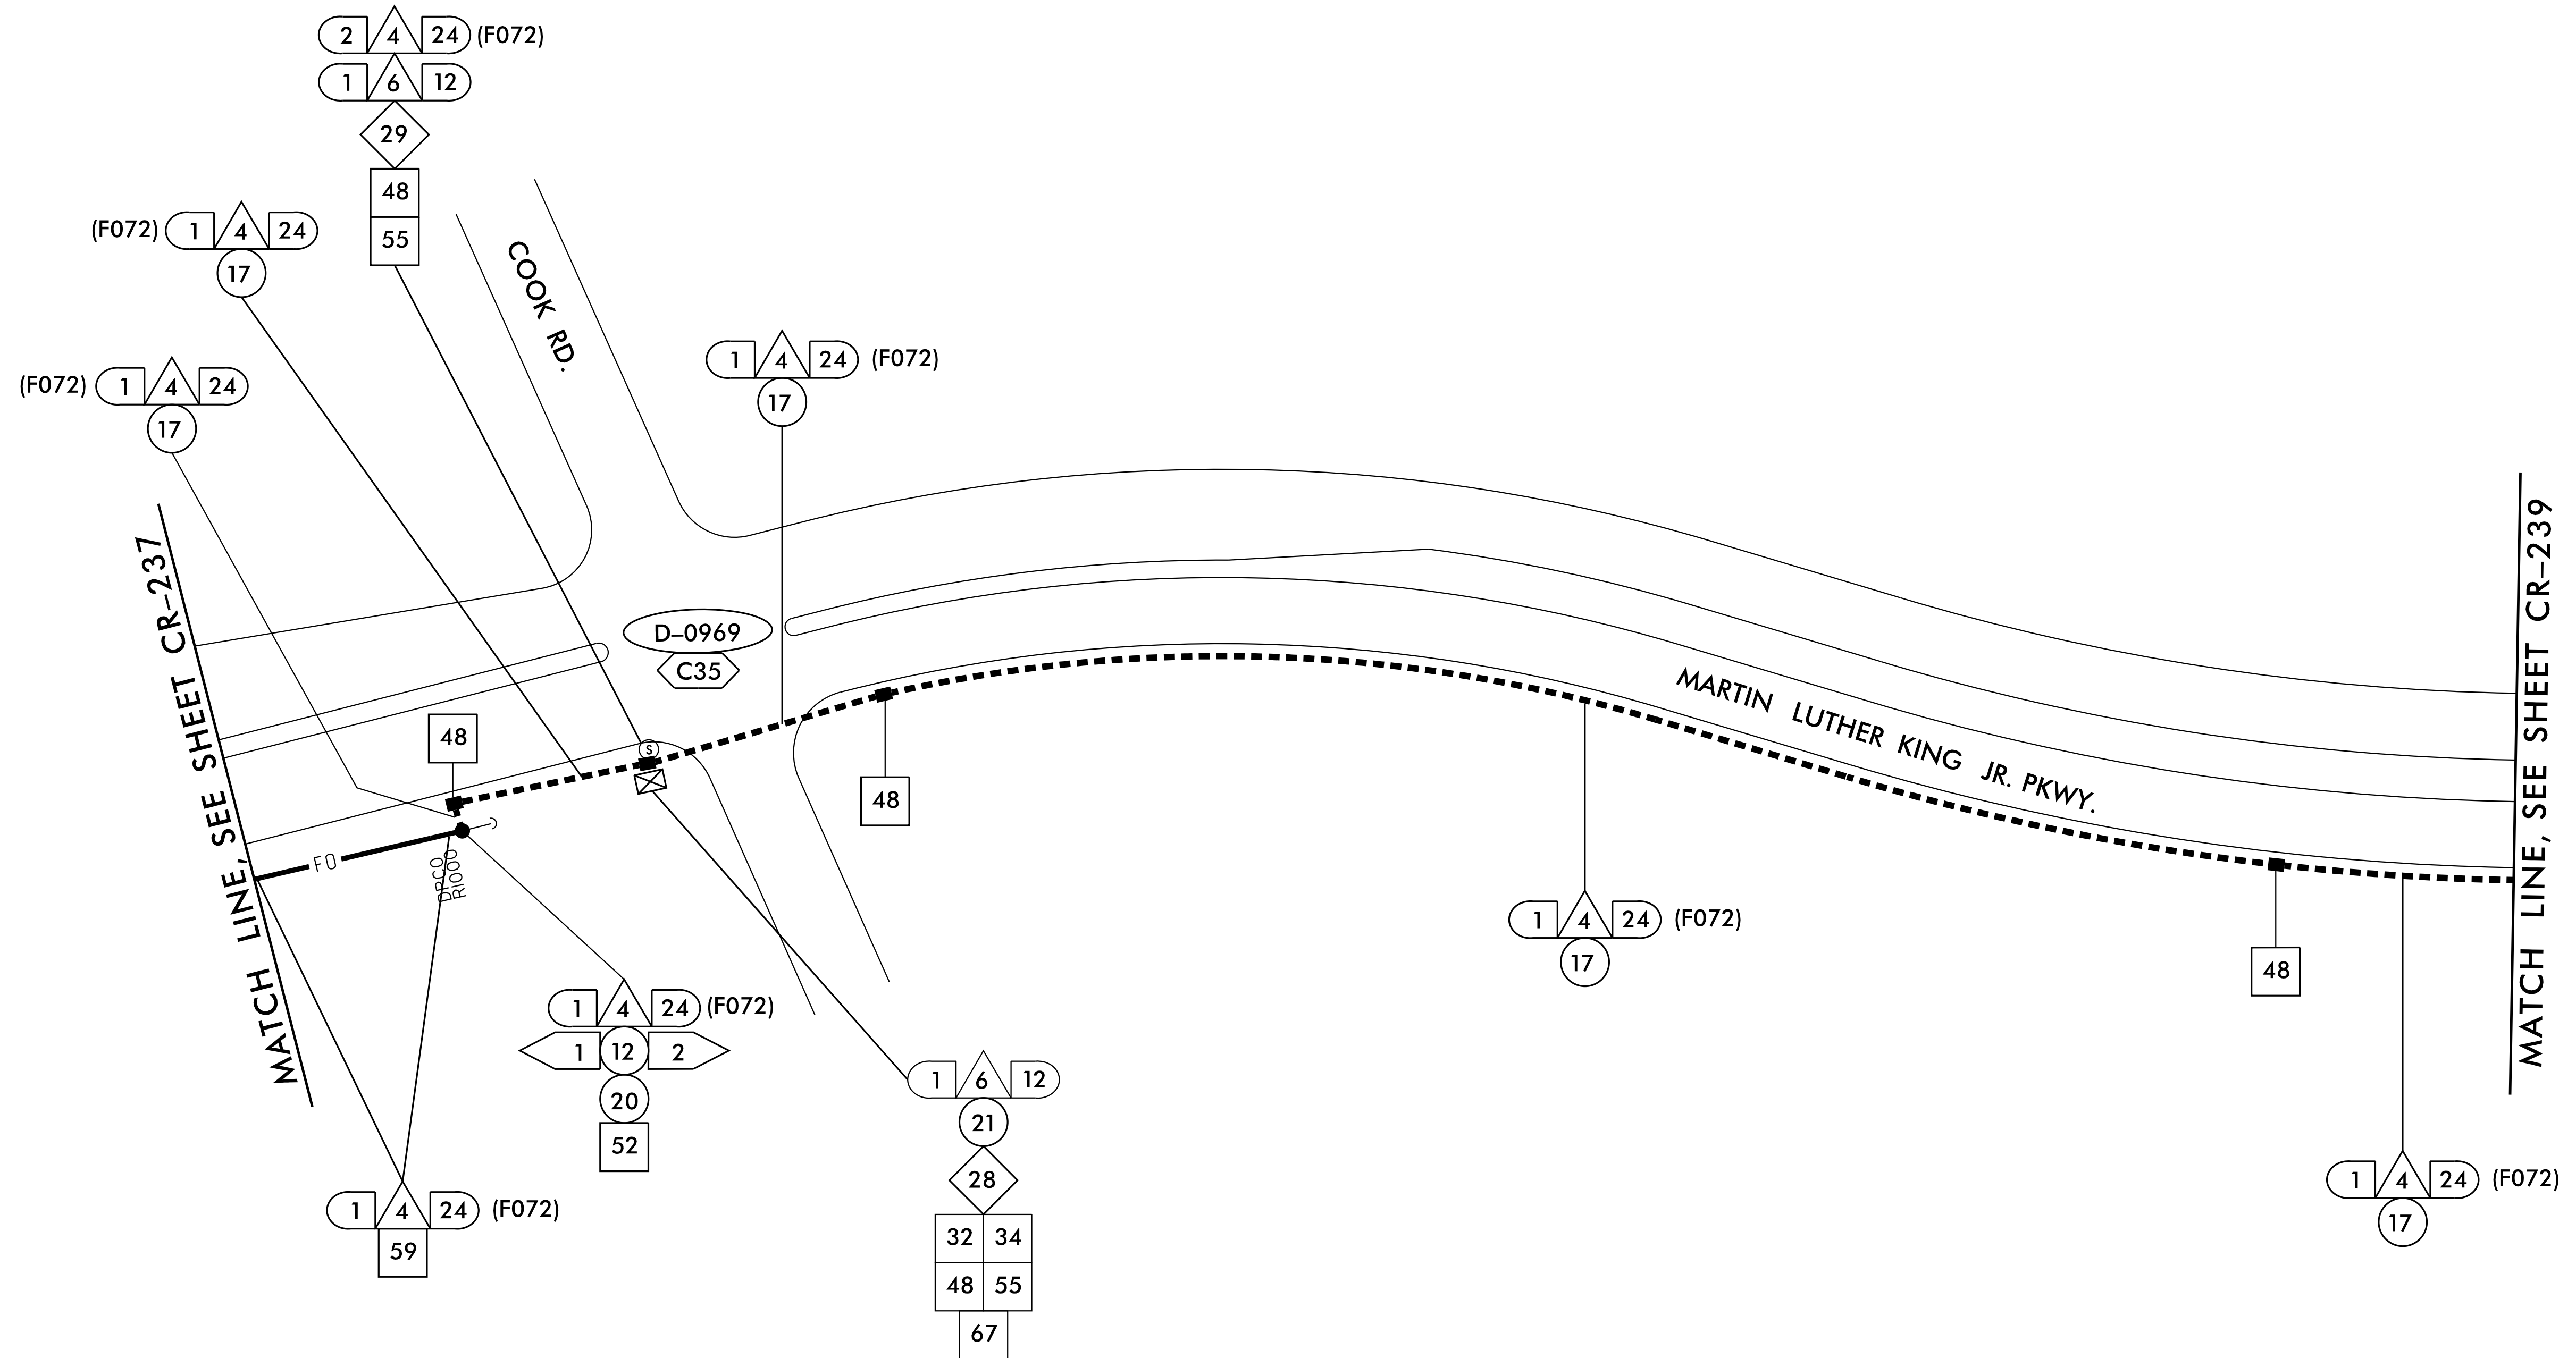 2 4 24 (F072)
1 6 12
29
48
55
(F072) 1 4 24
17
COOK RD.
(F072) 1 4 24
17
1 4 24 (F072)
17
MATCH LINE, SEE SHEET CR–237
D–0969
C35
48
S
48
MARTIN LUTHER KING JR. PKWY.
MATCH LINE, SEE SHEET CR–239
FO
1 4 24 (F072)
17
48
1 4 24 (F072)
1 12 2
20
52
1 6 12
21
28
32 34
48 55
67
1 4 24 (F072)
59
1 4 24 (F072)
17